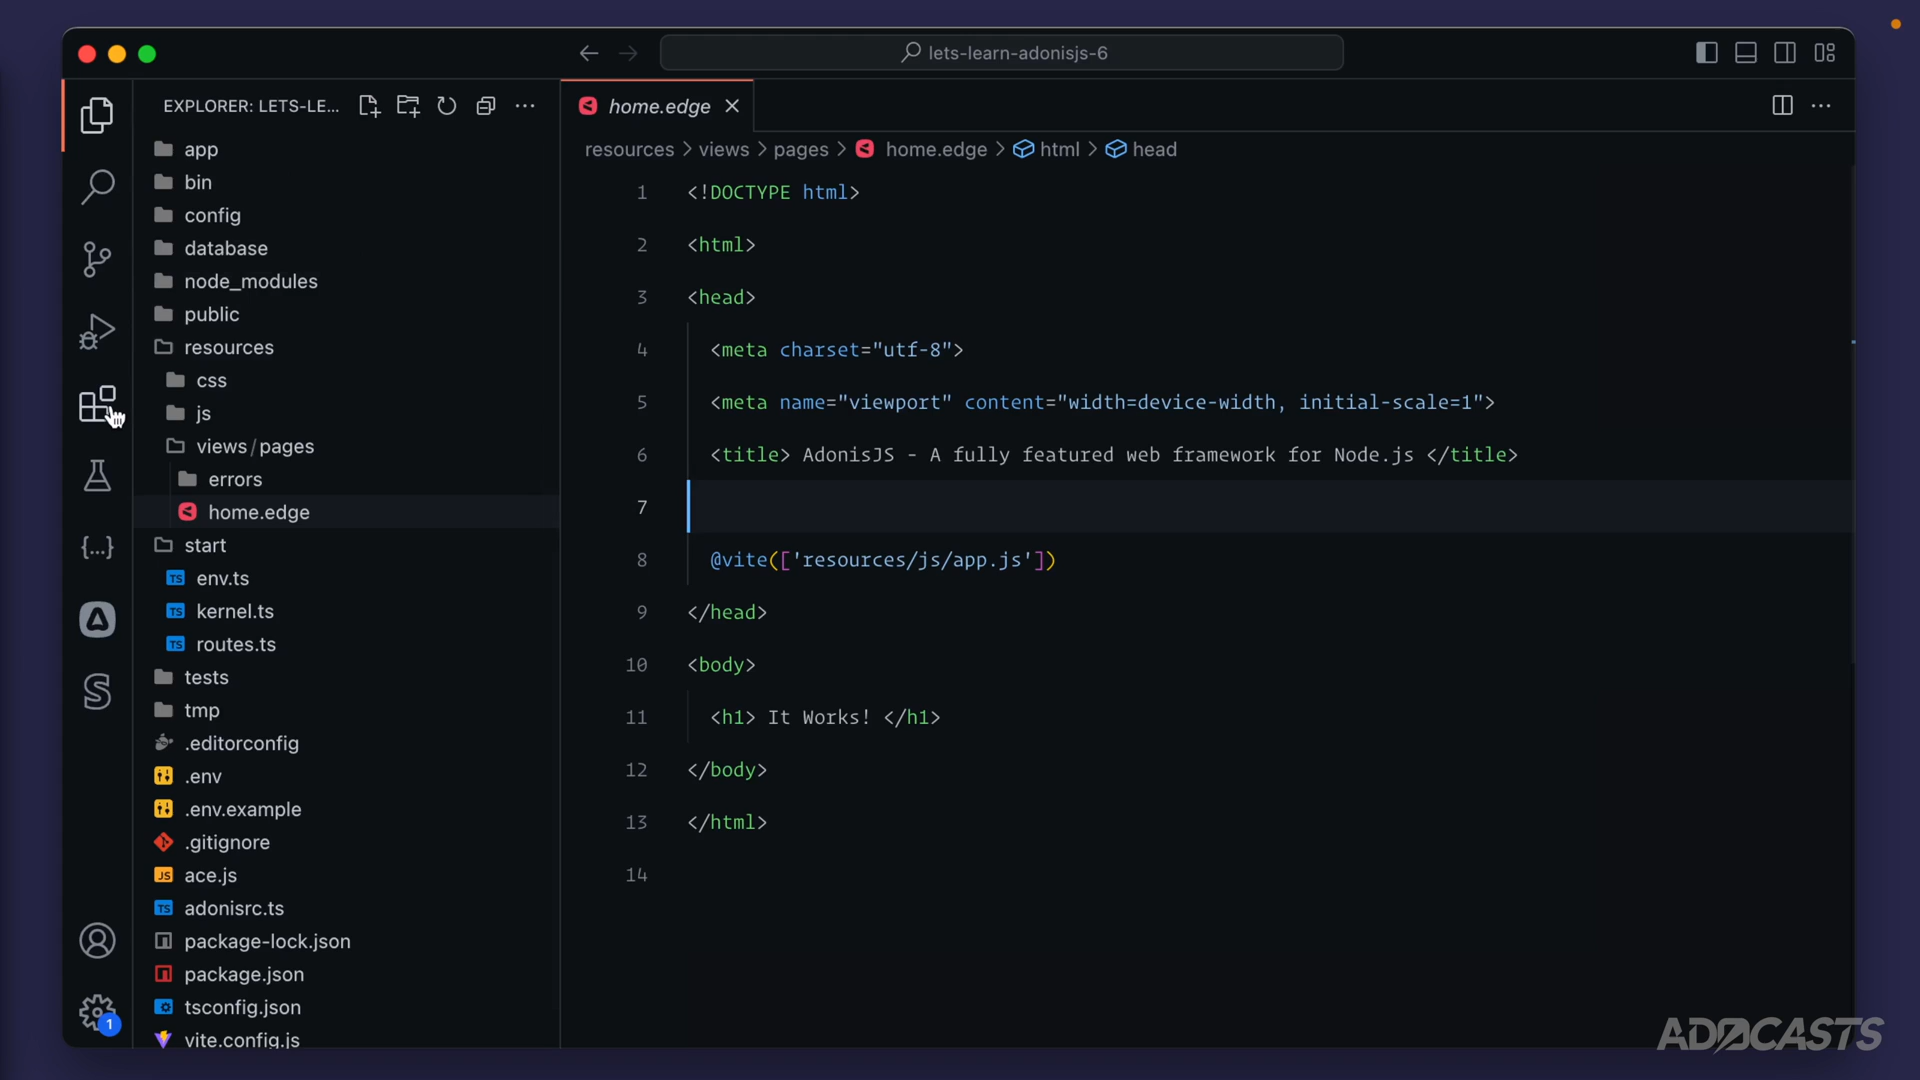 lets-learn-adonisjs-6
EXPLORER: LETS-LE...
app
bin
config
database
node_modules
public
resources
css
js
views/pages
errors
home.edge
start
TS env.ts
TS kernel.ts
TS routes.ts
tests
tmp
.editorconfig
.env
.env.example
.gitignore
JS ace.js
TS adonisrc.ts
package-lock.json
package.json
tsconfig.json
vite.config.js
1
home.edge
resources > views > pages > home.edge > html > head
1 <!DOCTYPE html>
2 <html>
3 <head>
4 <meta charset="utf-8">
5 <meta name="viewport" content="width=device-width, initial-scale=1">
6 <title> AdonisJS - A fully featured web framework for Node.js </title>
7
8 @vite(['resources/js/app.js'])
9 </head>
10 <body>
11 <h1> It Works! </h1>
12 </body>
13 </html>
14
ADOCASTS